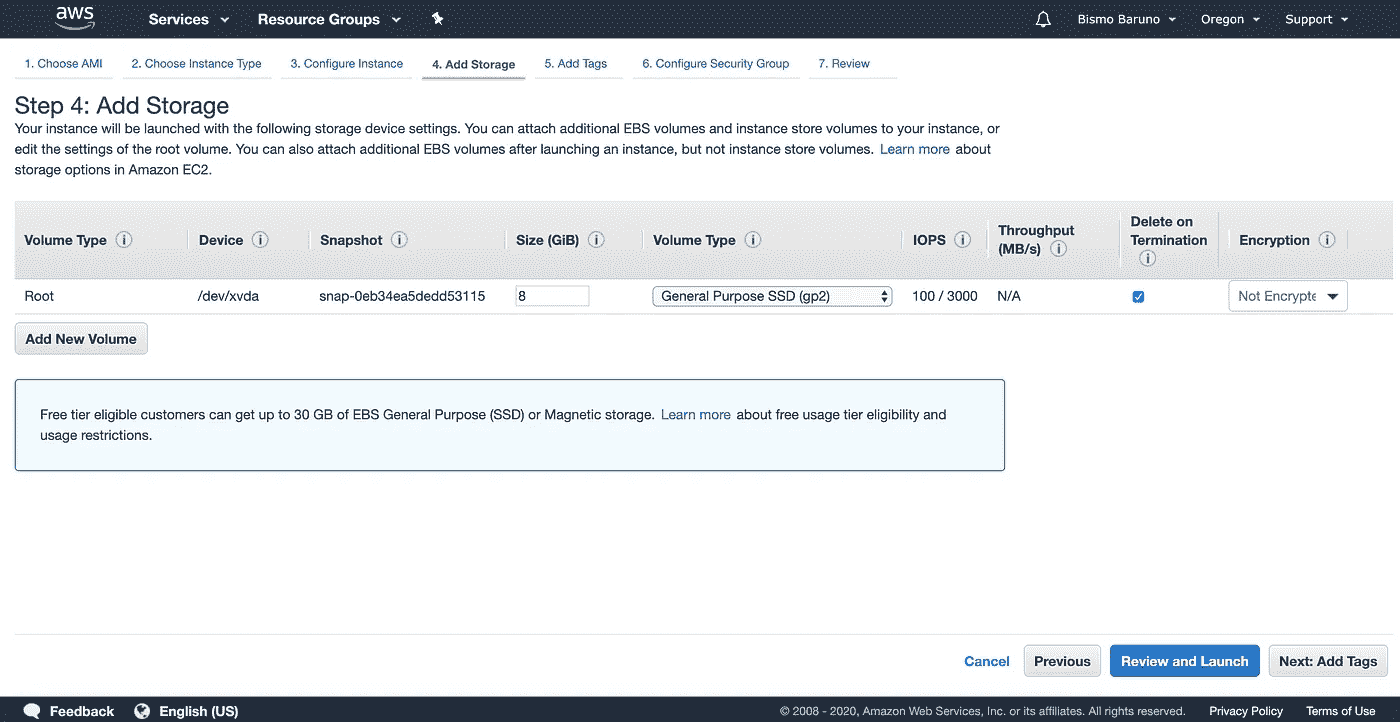 aws Services Resource Groups Bismo Baruno Oregon Support
1. Choose AMI 2. Choose Instance Type 3. Configure Instance 4. Add Storage 5. Add Tags 6. Configure Security Group 7. Review
Step 4: Add Storage
Your instance will be launched with the following storage device settings. You can attach additional EBS volumes and instance store volumes to your instance, or
edit the settings of the root volume. You can also attach additional EBS volumes after launching an instance, but not instance store volumes. Learn more about
storage options in Amazon EC2.
Volume Type Device Snapshot Size (GiB) Volume Type IOPS Throughput (MB/s) Delete on Termination Encryption
Root /dev/xvda snap-0eb34ea5dedd53115 8 General Purpose SSD (gp2) 100 / 3000 N/A Not Encrypte
Add New Volume
Free tier eligible customers can get up to 30 GB of EBS General Purpose (SSD) or Magnetic storage. Learn more about free usage tier eligibility and
usage restrictions.
Cancel Previous Review and Launch Next: Add Tags
Feedback English (US) © 2008 - 2020, Amazon Web Services, Inc. or its affiliates. All rights reserved. Privacy Policy Terms of Use